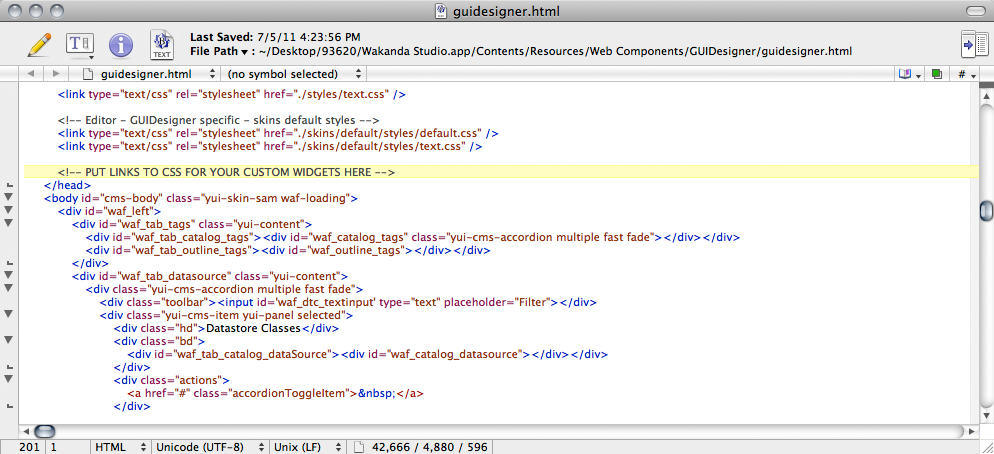 guidesigner.html
Last Saved: 7/5/11 4:23:56 PM
File Path ▾ : ~/Desktop/93620/Wakanda Studio.app/Contents/Resources/Web Components/GUIDesigner/guidesigner.html
TEXT
guidesigner.html (no symbol selected) #
<link type="text/css" rel="stylesheet" href="./styles/text.css" />
<!-- Editor - GUIDesigner specific - skins default styles -->
<link type="text/css" rel="stylesheet" href="./skins/default/styles/default.css" />
<link type="text/css" rel="stylesheet" href="./skins/default/styles/text.css" />
<!-- PUT LINKS TO CSS FOR YOUR CUSTOM WIDGETS HERE -->
</head>
<body id="cms-body" class="yui-skin-sam waf-loading">
<div id="waf_left">
<div id="waf_tab_tags" class="yui-content">
<div id="waf_tab_catalog_tags"><div id="waf_catalog_tags" class="yui-cms-accordion multiple fast fade"></div></div>
<div id="waf_tab_outline_tags"><div id="waf_outline_tags"></div></div>
</div>
<div id="waf_tab_datasource" class="yui-content">
<div class="yui-cms-accordion multiple fast fade">
<div class="toolbar"><input id='waf_dtc_textinput' type="text" placeholder="Filter"></div>
<div class="yui-cms-item yui-panel selected">
<div class="hd">Datastore Classes</div>
<div class="bd">
<div id="waf_tab_catalog_dataSource"><div id="waf_catalog_datasource"></div></div>
</div>
<div class="actions">
<a href="#" class="accordionToggleItem">&nbsp;</a>
</div>
201 1 HTML Unicode (UTF-8) Unix (LF) 42,666 / 4,880 / 596